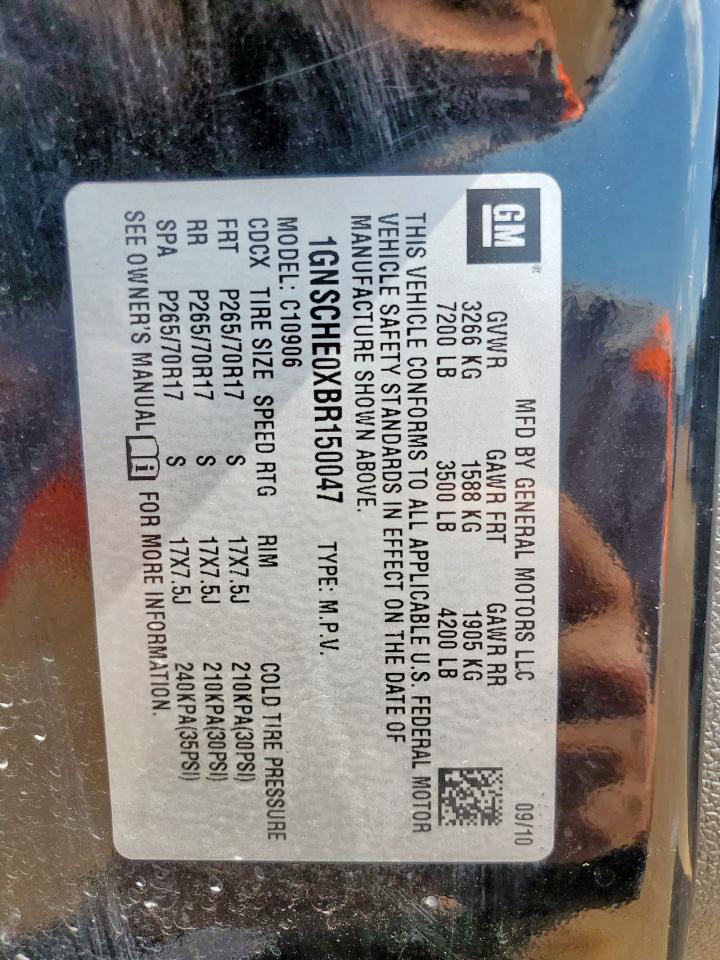 GM ®
MFD BY GENERAL MOTORS LLC 09/10
GVWR GAWR FRT GAWR RR
3266 KG 1588 KG 1905 KG
7200 LB 3500 LB 4200 LB
THIS VEHICLE CONFORMS TO ALL APPLICABLE U.S. FEDERAL MOTOR
VEHICLE SAFETY STANDARDS IN EFFECT ON THE DATE OF
MANUFACTURE SHOWN ABOVE.
1GNSCHE0XBR150047 TYPE: M.P.V.
MODEL: C10906
CDCX TIRE SIZE SPEED RTG RIM COLD TIRE PRESSURE
FRT P265/70R17 S 17X7.5J 210KPA(30PSI)
RR P265/70R17 S 17X7.5J 210KPA(30PSI)
SPA P265/70R17 S 17X7.5J 240KPA(35PSI)
SEE OWNER'S MANUAL i FOR MORE INFORMATION.